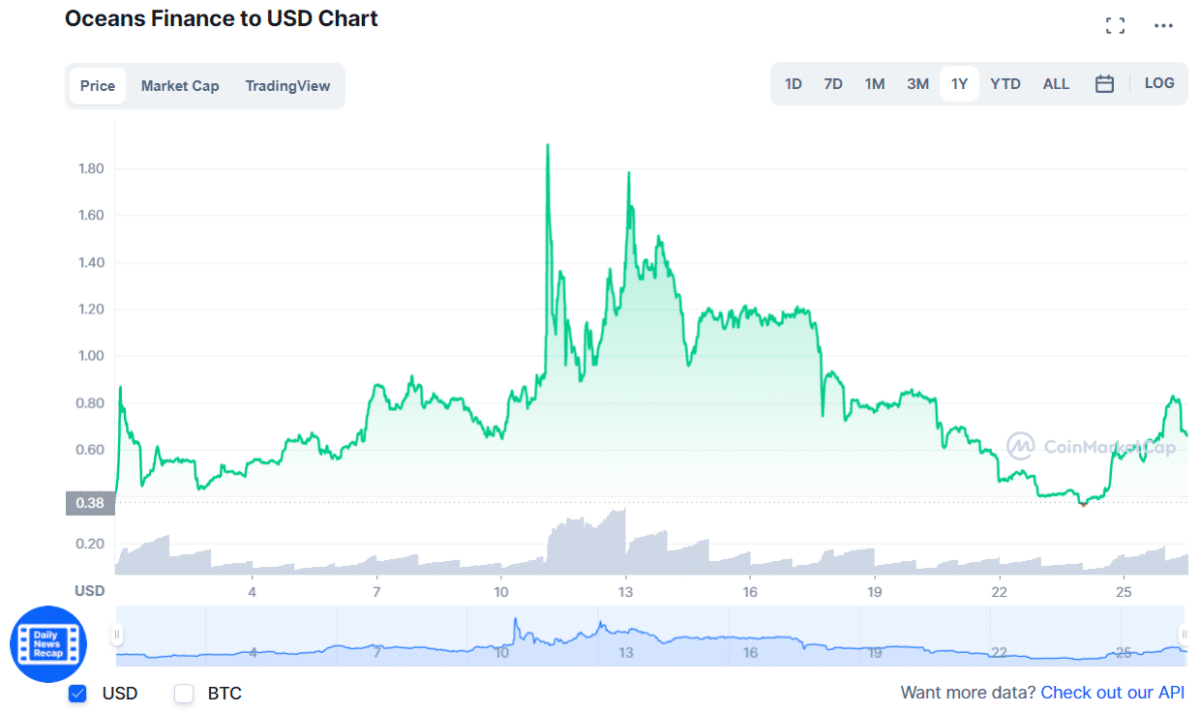 Oceans Finance to USD Chart
Price Market Cap TradingView
1D 7D 1M 3M 1Y YTD ALL LOG
1.80
1.60
1.40
1.20
1.00
0.80
0.60
CoinMarketCap
0.38
0.20
USD 4 7 10 13 16 19 22 25
4 7 10 13 16 19 22 25
Daily
News
Recap
USD BTC
Want more data? Check out our API